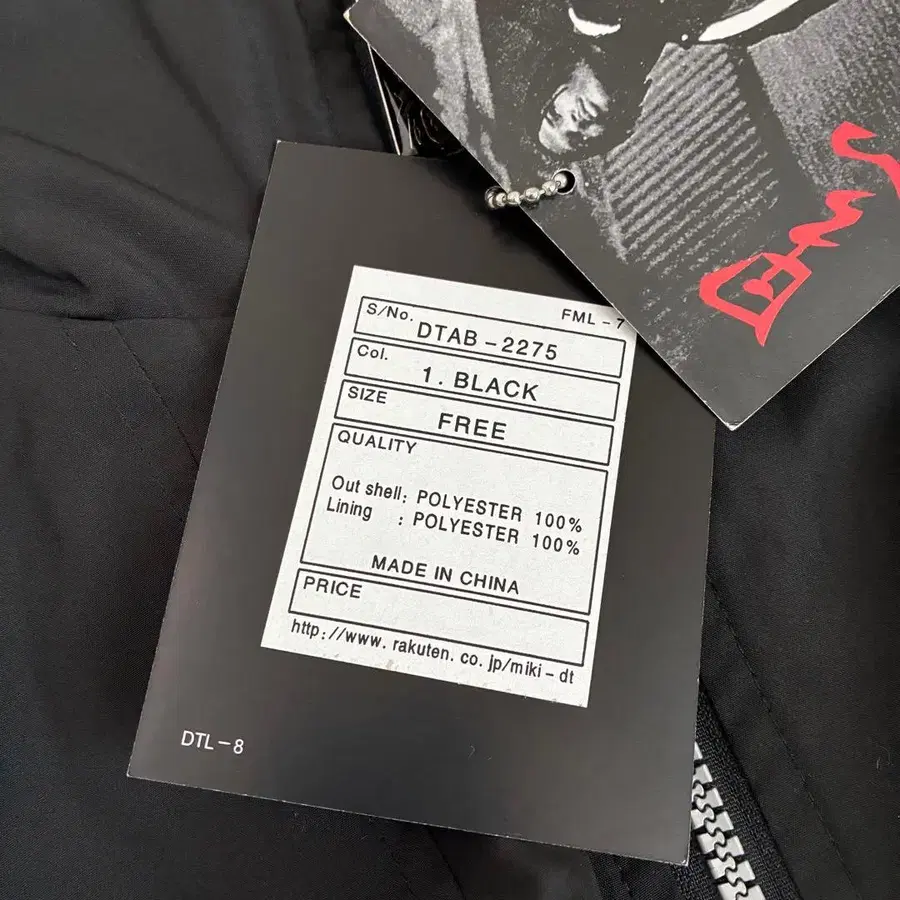 FML-7
S/No.
DTAB-2275
Col.
1. BLACK
SIZE
FREE
QUALITY
Out shell: POLYESTER 100%
Lining : POLYESTER 100%
MADE IN CHINA
PRICE
http://www.rakuten.co.jp/miki-dt
DTL-8